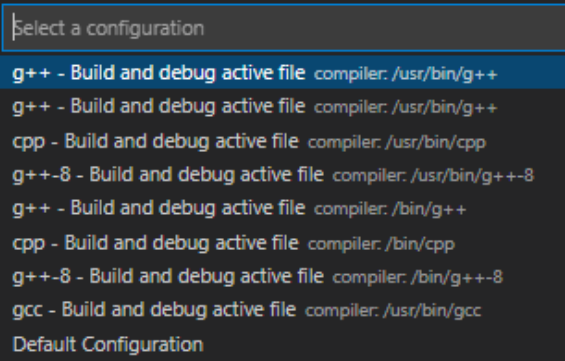 Select a configuration
g++ - Build and debug active file compiler: /usr/bin/g++
g++ - Build and debug active file compiler: /usr/bin/g++
cpp - Build and debug active file compiler: /usr/bin/cpp
g++-8 - Build and debug active file compiler: /usr/bin/g++-8
g++ - Build and debug active file compiler: /bin/g++
cpp - Build and debug active file compiler: /bin/cpp
g++-8 - Build and debug active file compiler: /bin/g++-8
gcc - Build and debug active file compiler: /usr/bin/gcc
Default Configuration